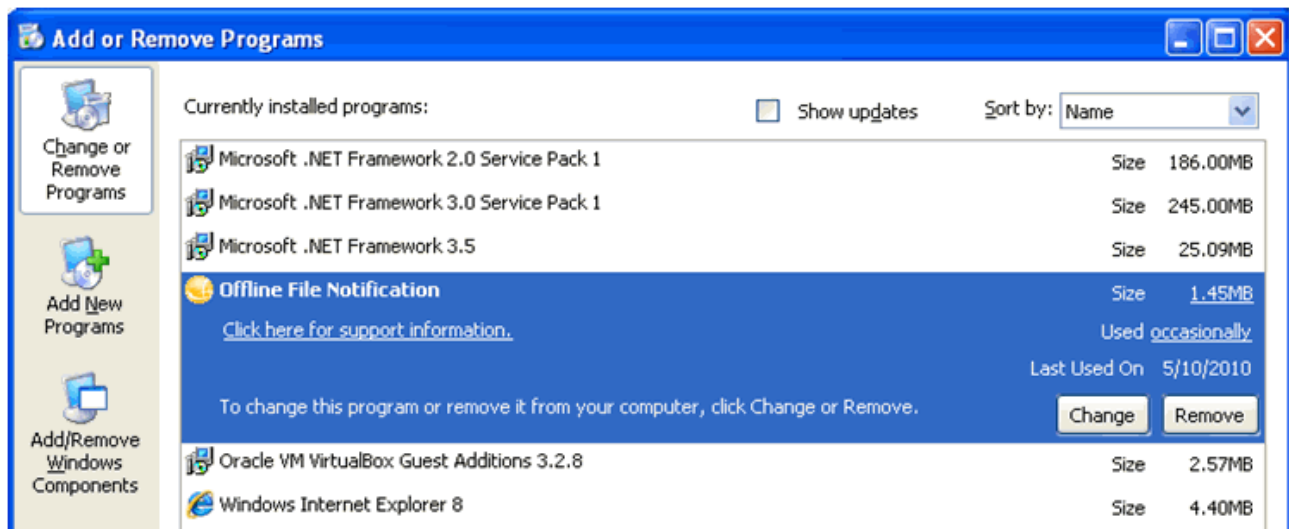 Add or Remove Programs
Change or
Remove
Programs
Add New
Programs
Add/Remove
Windows
Components
Currently installed programs:
Show updates
Sort by: Name
Microsoft .NET Framework 2.0 Service Pack 1 Size 186.00MB
Microsoft .NET Framework 3.0 Service Pack 1 Size 245.00MB
Microsoft .NET Framework 3.5 Size 25.09MB
Offline File Notification Size 1.45MB
Click here for support information. Used occasionally
Last Used On 5/10/2010
To change this program or remove it from your computer, click Change or Remove. Change Remove
Oracle VM VirtualBox Guest Additions 3.2.8 Size 2.57MB
Windows Internet Explorer 8 Size 4.40MB